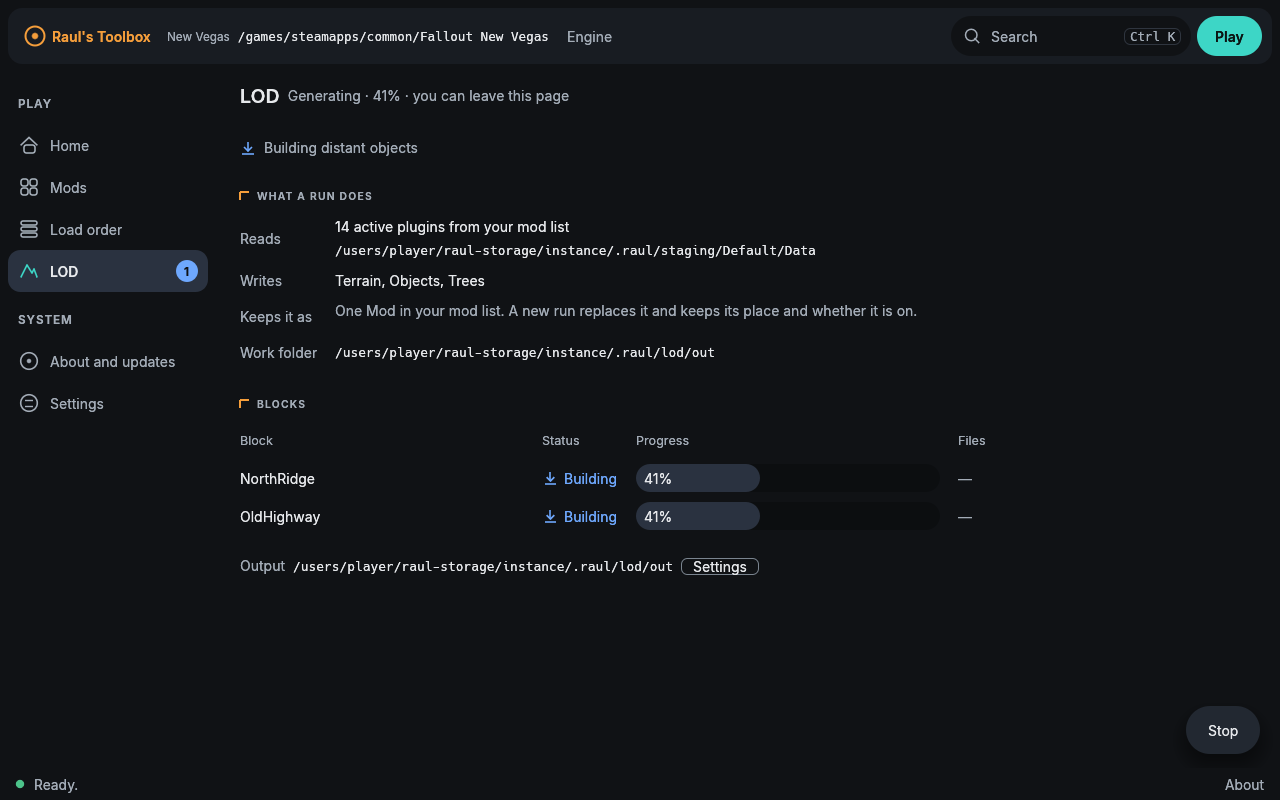 Raul's Toolbox New Vegas /games/steamapps/common/Fallout New Vegas Engine Search Ctrl K Play
PLAY
Home
Mods
Load order
LOD 1
SYSTEM
About and updates
Settings
LOD Generating · 41% · you can leave this page
Building distant objects
WHAT A RUN DOES
Reads 14 active plugins from your mod list
/users/player/raul-storage/instance/.raul/staging/Default/Data
Writes Terrain, Objects, Trees
Keeps it as One Mod in your mod list. A new run replaces it and keeps its place and whether it is on.
Work folder /users/player/raul-storage/instance/.raul/lod/out
BLOCKS
Block Status Progress Files
NorthRidge Building 41% —
OldHighway Building 41% —
Output /users/player/raul-storage/instance/.raul/lod/out Settings
Stop
Ready. About